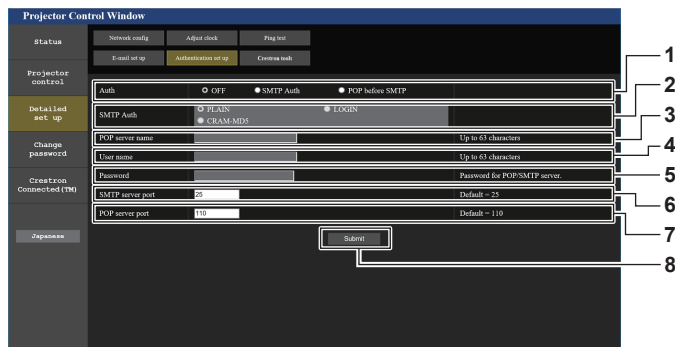 Projector Control Window
Status
Network config
Adjust clock
Ping test
E-mail set up
Authentication set up
Crestron tools
Projector
control
Detailed
set up
Change
password
Crestron
Connected(TM)
Japanese
Auth
OFF
SMTP Auth
POP before SMTP
1
SMTP Auth
PLAIN
LOGIN
CRAM-MD5
2
POP server name
Up to 63 characters
3
User name
Up to 63 characters
4
Password
Password for POP/SMTP server.
5
SMTP server port
25
Default = 25
6
POP server port
110
Default = 110
7
Submit
8